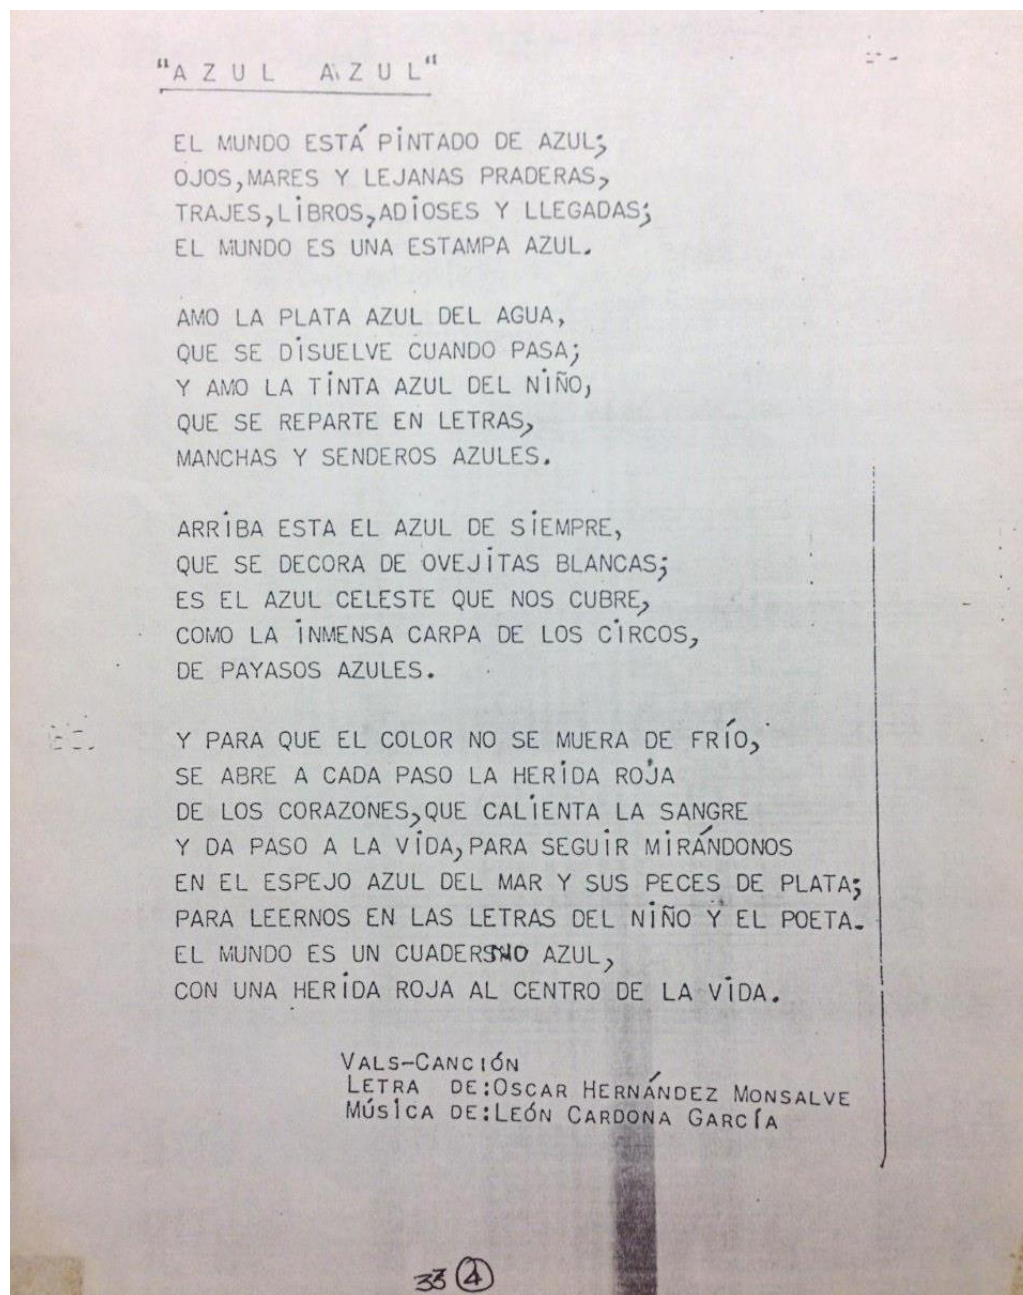 "AZUL AZUL"
EL MUNDO ESTÁ PINTADO DE AZUL;
OJOS, MARES Y LEJANAS PRADERAS,
TRAJES, LIBROS, ADIOSES Y LLEGADAS;
EL MUNDO ES UNA ESTAMPA AZUL.
AMO LA PLATA AZUL DEL AGUA,
QUE SE DISUELVE CUANDO PASA;
Y AMO LA TINTA AZUL DEL NIÑO,
QUE SE REPARTE EN LETRAS,
MANCHAS Y SENDEROS AZULES.
ARRIBA ESTA EL AZUL DE SIEMPRE,
QUE SE DECORA DE OVEJITAS BLANCAS;
ES EL AZUL CELESTE QUE NOS CUBRE,
COMO LA INMENSA CARPA DE LOS CIRCOS,
DE PAYASOS AZULES.
Y PARA QUE EL COLOR NO SE MUERA DE FRÍO,
SE ABRE A CADA PASO LA HERIDA ROJA
DE LOS CORAZONES, QUE CALIENTA LA SANGRE
Y DA PASO A LA VIDA, PARA SEGUIR MIRÁNDONOS
EN EL ESPEJO AZUL DEL MAR Y SUS PECES DE PLATA;
PARA LEERNOS EN LAS LETRAS DEL NIÑO Y EL POETA.
EL MUNDO ES UN CUADERNO AZUL,
CON UNA HERIDA ROJA AL CENTRO DE LA VIDA.
VALS-CANCIÓN
LETRA DE: OSCAR HERNÁNDEZ MONSALVE
MÚSICA DE: LEÓN CARDONA GARCÍA
33 4